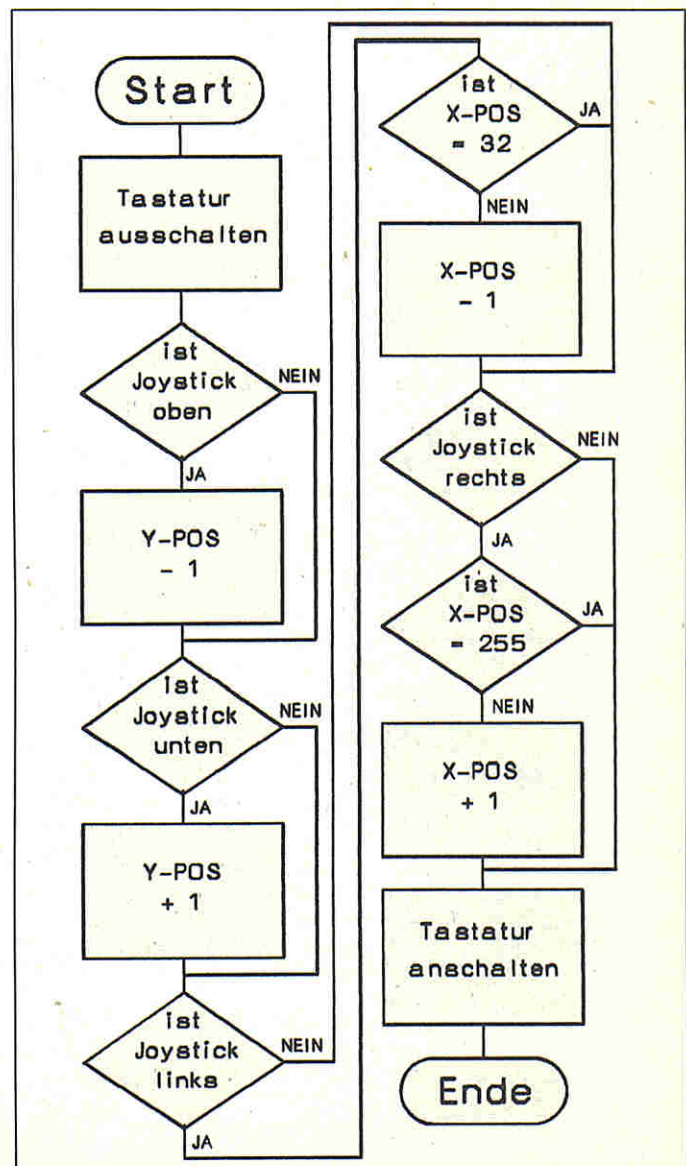 Start
Tastatur
ausschalten
ist
Joystick
oben
NEIN
JA
Y-POS
- 1
ist
Joystick
unten
NEIN
JA
Y-POS
+ 1
ist
Joystick
links
NEIN
JA
ist
X-POS
= 32
JA
NEIN
X-POS
- 1
ist
Joystick
rechts
NEIN
JA
ist
X-POS
= 255
JA
NEIN
X-POS
+ 1
Tastatur
anschalten
Ende